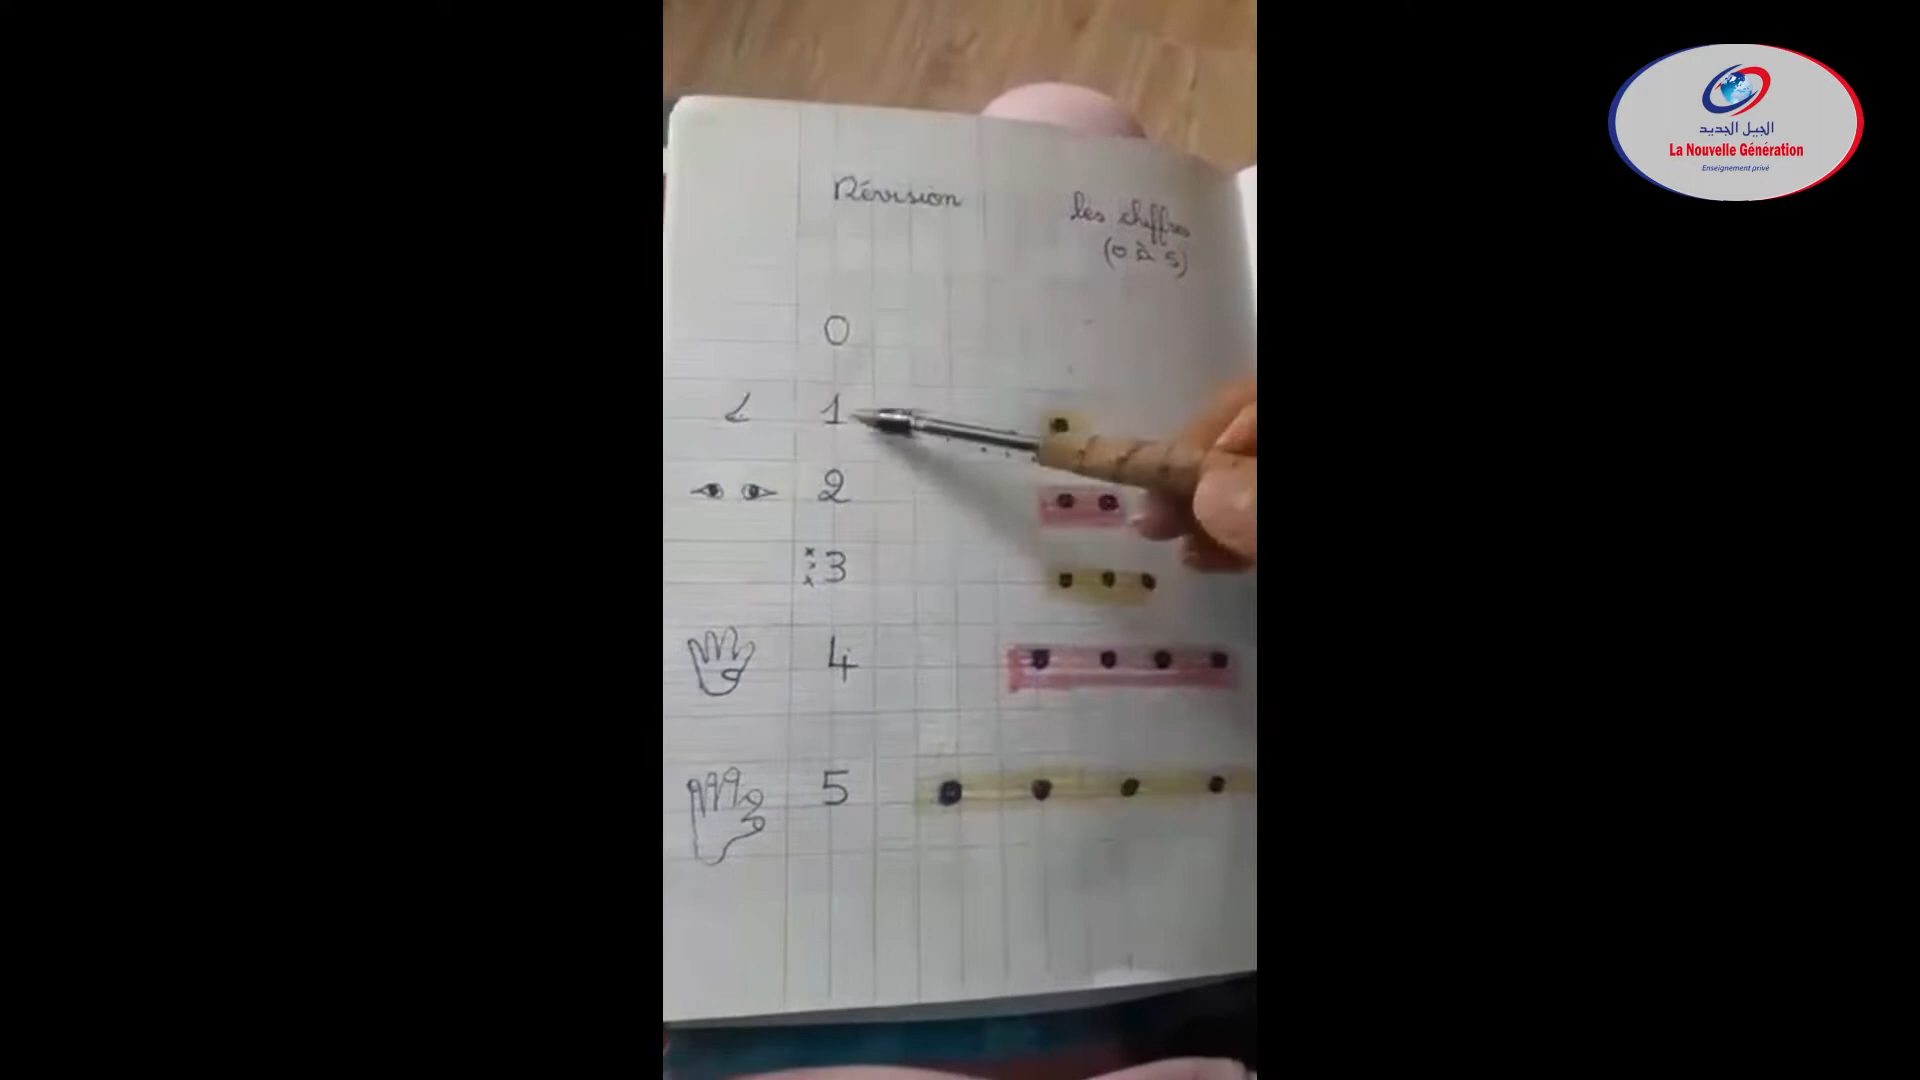 الجيل الجديد
La Nouvelle Génération
Enseignement privé
Révision
les chiffres
(0 à 5)
0
1
2
3
4
5